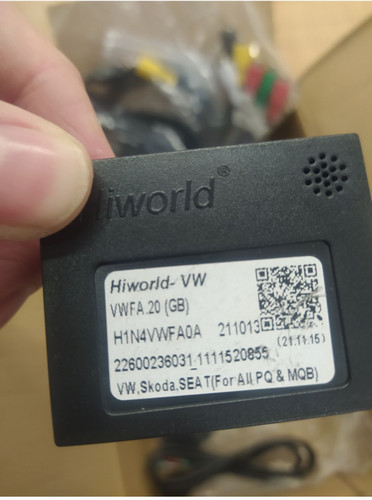 Hiworld®
Hiworld- VW
VWFA.20 (GB)
H1N4VWFA0A 211013
(21.11.15)
22600236031_1111520855
VW,Skoda.SEAT(For All PQ & MQB)